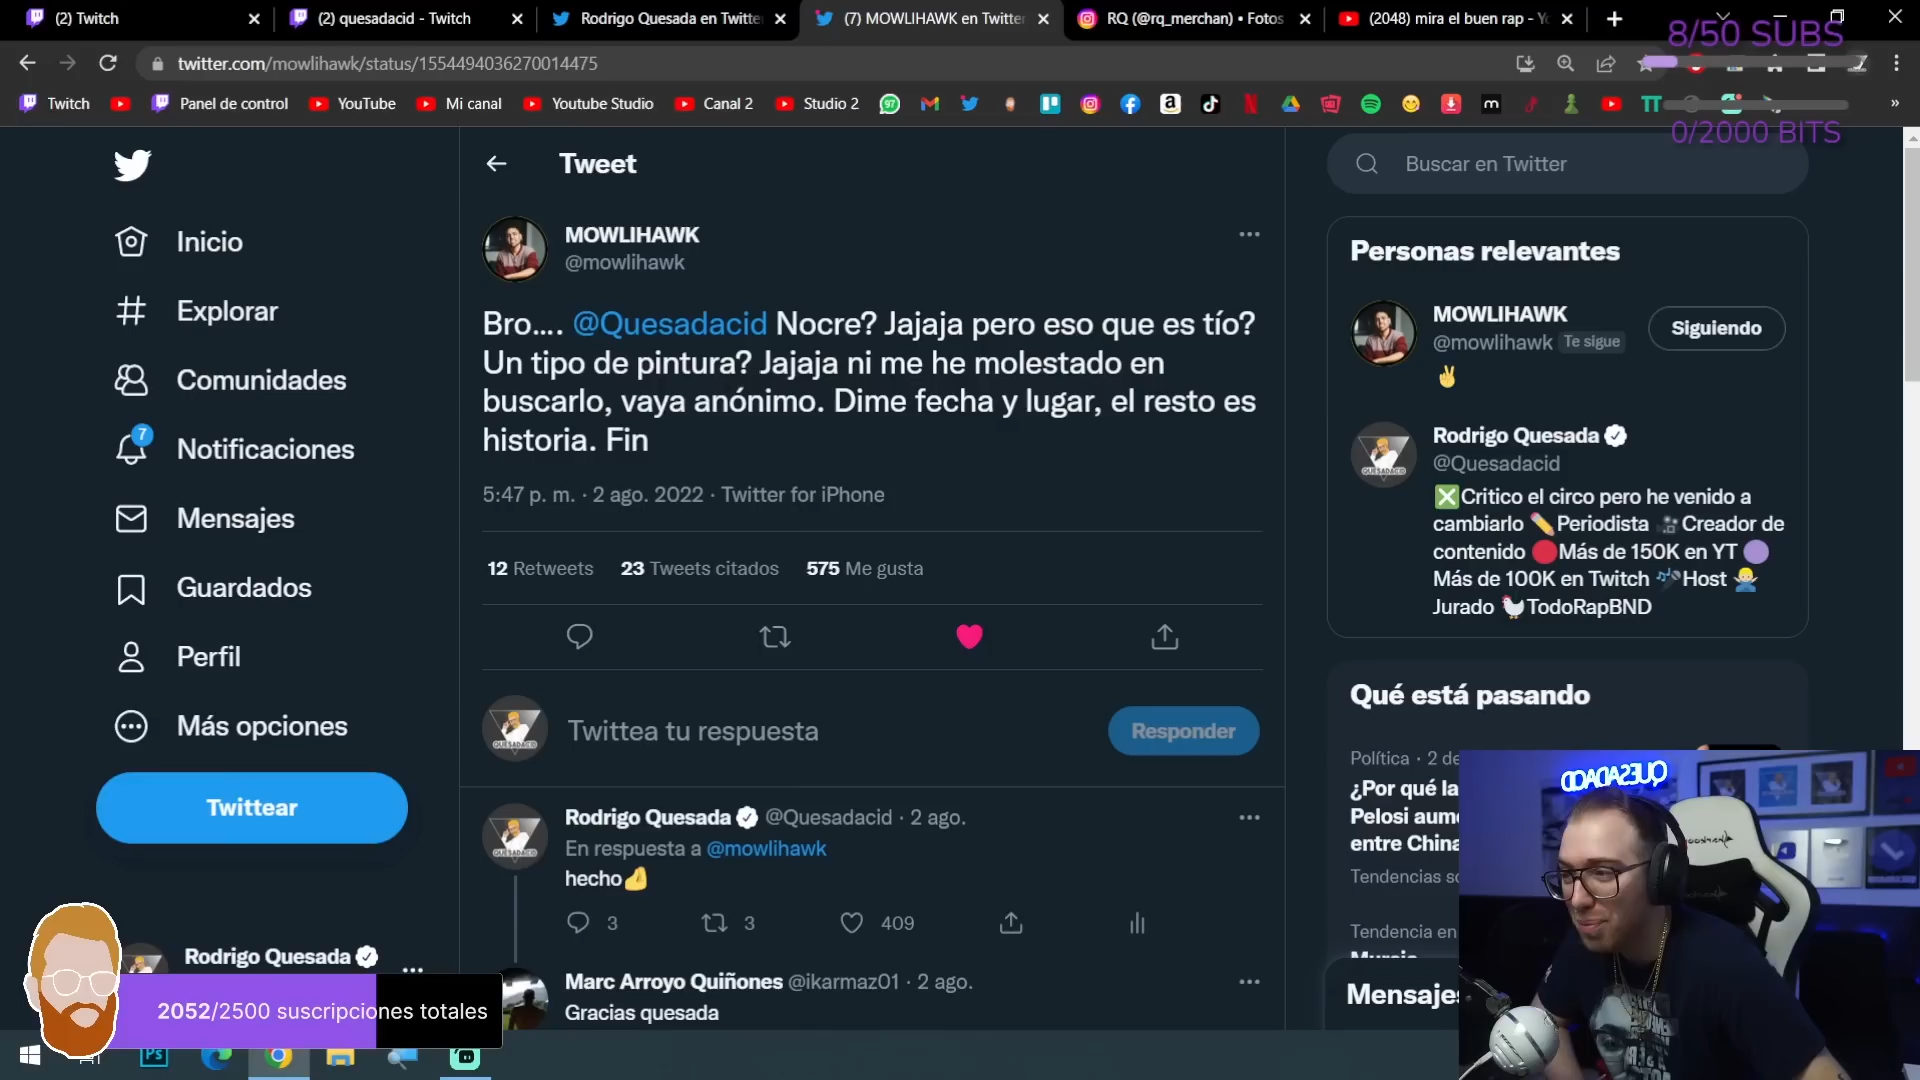 (2) Twitch
(2) quesadacid - Twitch
Rodrigo Quesada en Twitte
(7) MOWLIHAWK en Twitter
RQ (@rq_merchan) • Fotos
(2048) mira el buen rap - Yo
8/50 SUBS
twitter.com/mowlihawk/status/1554494036270014475
Twitch
Panel de control
YouTube
Mi canal
Youtube Studio
Canal 2
Studio 2
97
»
0/2000 BITS
Inicio
Explorar
Comunidades
7
Notificaciones
Mensajes
Guardados
Perfil
Más opciones
Twittear
Rodrigo Quesada
2052/2500 suscripciones totales
Tweet
MOWLIHAWK
@mowlihawk
Bro.... @Quesadacid Nocre? Jajaja pero eso que es tío?
Un tipo de pintura? Jajaja ni me he molestado en
buscarlo, vaya anónimo. Dime fecha y lugar, el resto es
historia. Fin
5:47 p. m. · 2 ago. 2022 · Twitter for iPhone
12 Retweets 23 Tweets citados 575 Me gusta
Twittea tu respuesta
Responder
Rodrigo Quesada @Quesadacid · 2 ago.
En respuesta a @mowlihawk
hecho
3 3 409
Marc Arroyo Quiñones @ikarmaz01 · 2 ago.
Gracias quesada
Buscar en Twitter
Personas relevantes
MOWLIHAWK
@mowlihawk Te sigue
Siguiendo
Rodrigo Quesada
@Quesadacid
Critico el circo pero he venido a
cambiarlo Periodista Creador de
contenido Más de 150K en YT
Más de 100K en Twitch Host
Jurado TodoRapBND
Qué está pasando
Política · 2 de
¿Por qué la
Pelosi aume
entre China
Tendencias
Tendencia en
Murcia
Mensajes
QUESADACID
Ps